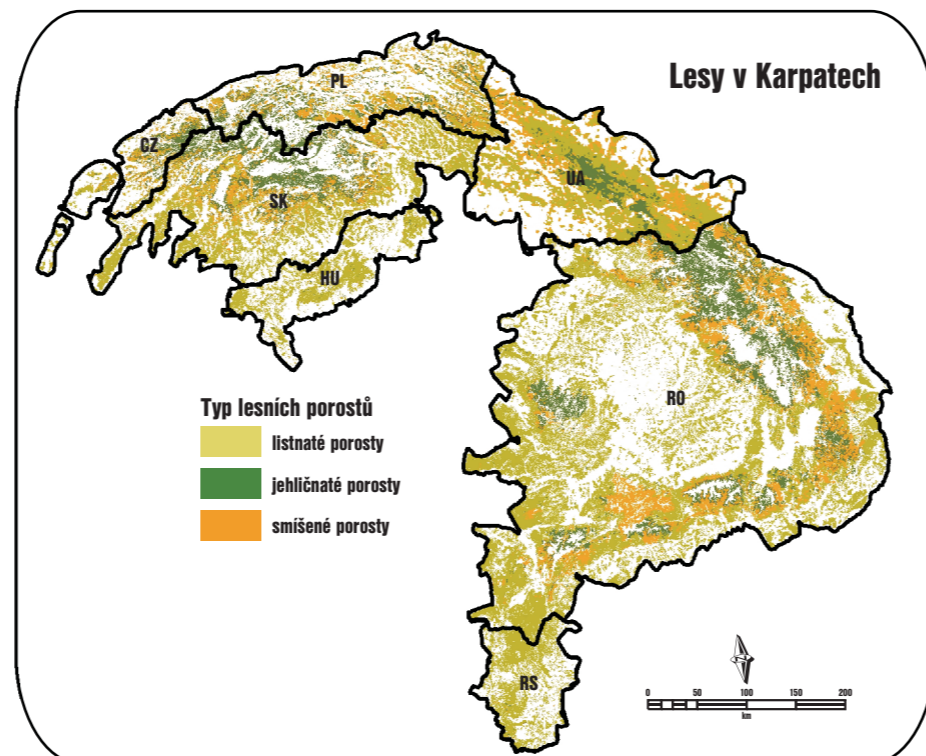 Lesy v Karpatech
PL
CZ
UA
SK
HU
RO
Typ lesních porostů
listnaté porosty
jehličnaté porosty
smíšené porosty
RS
0 50 100 150 200
km